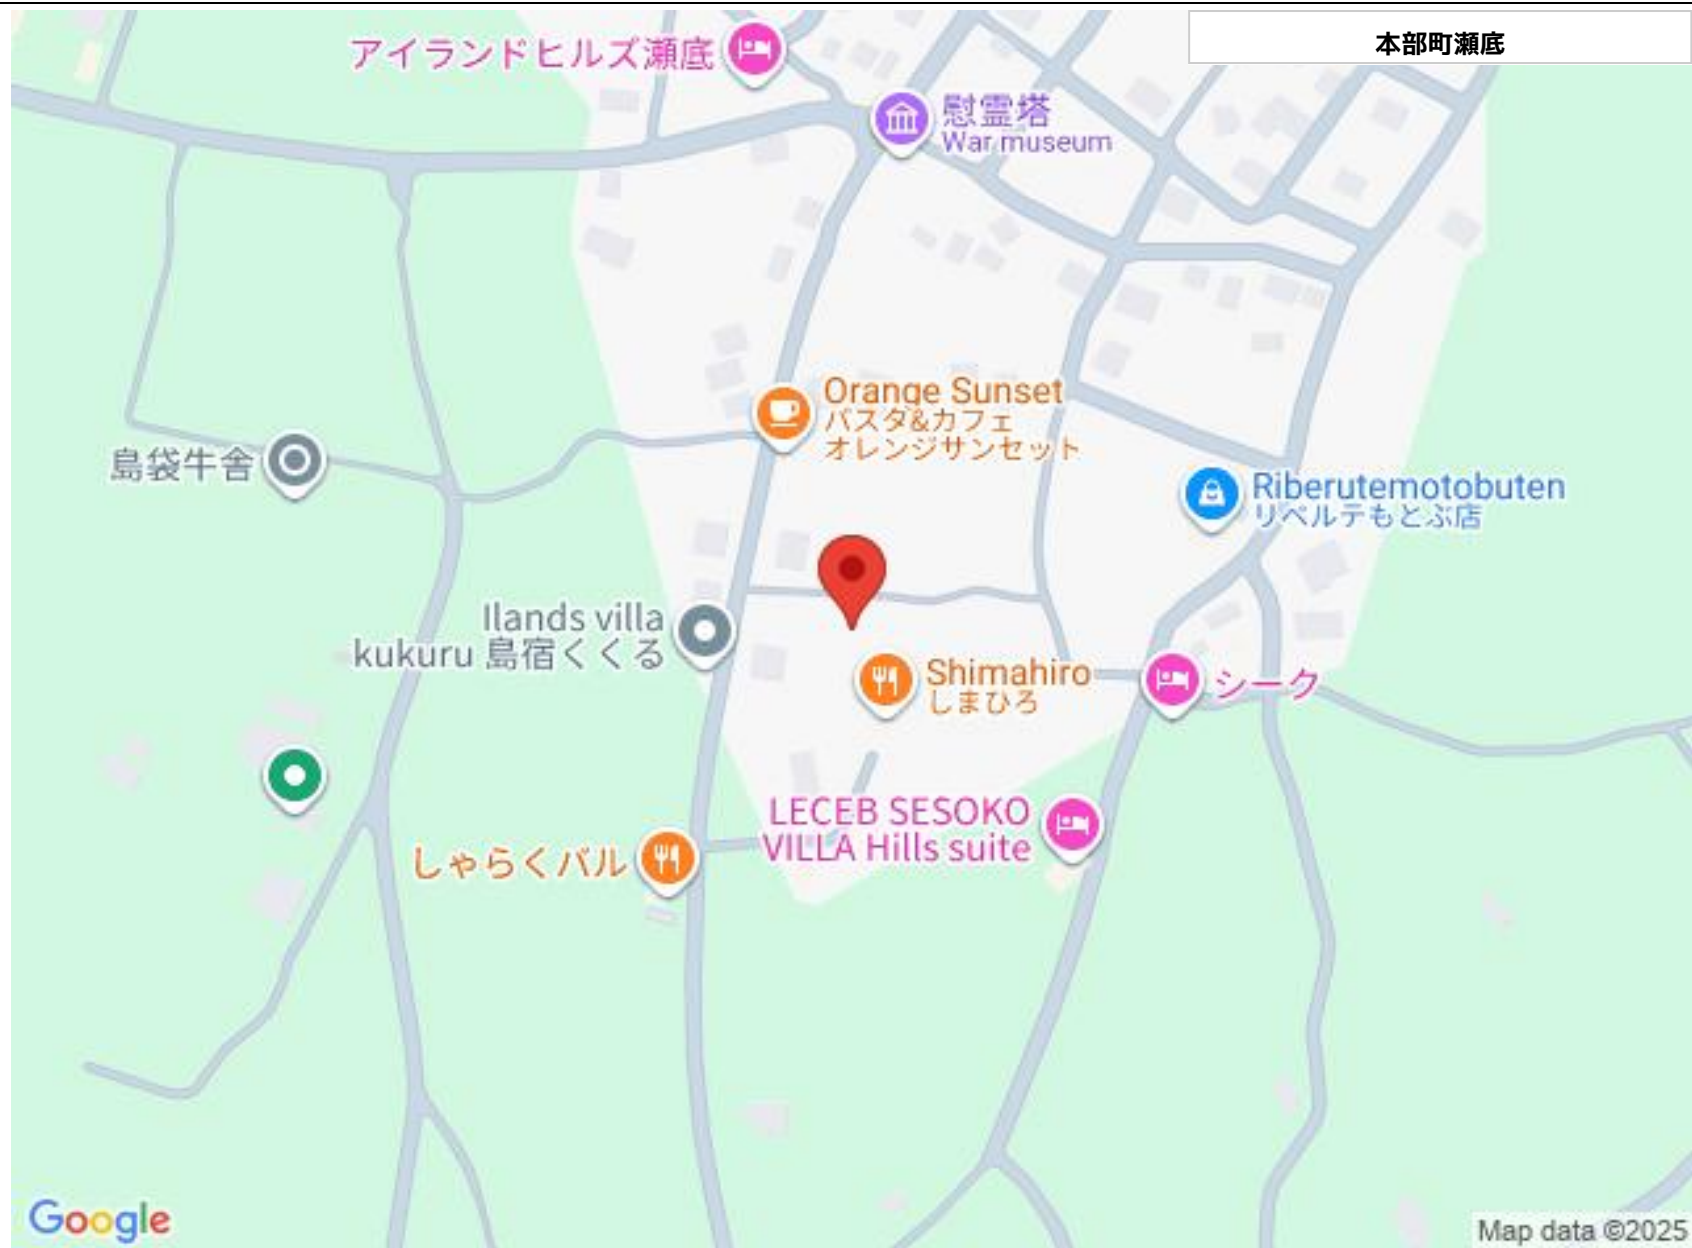 本部町瀬底
アイランドヒルズ瀬底
慰霊塔
War museum
Orange Sunset
パスタ&カフェ
オレンジサンセット
島袋牛舎
Riberutemotobuten
リベルテもとぶ店
Ilands villa
kukuru 島宿くくる
Shimahiro
しまひろ
シーク
LECEB SESOKO
VILLA Hills suite
しゃらくバル
Google
Map data ©2025